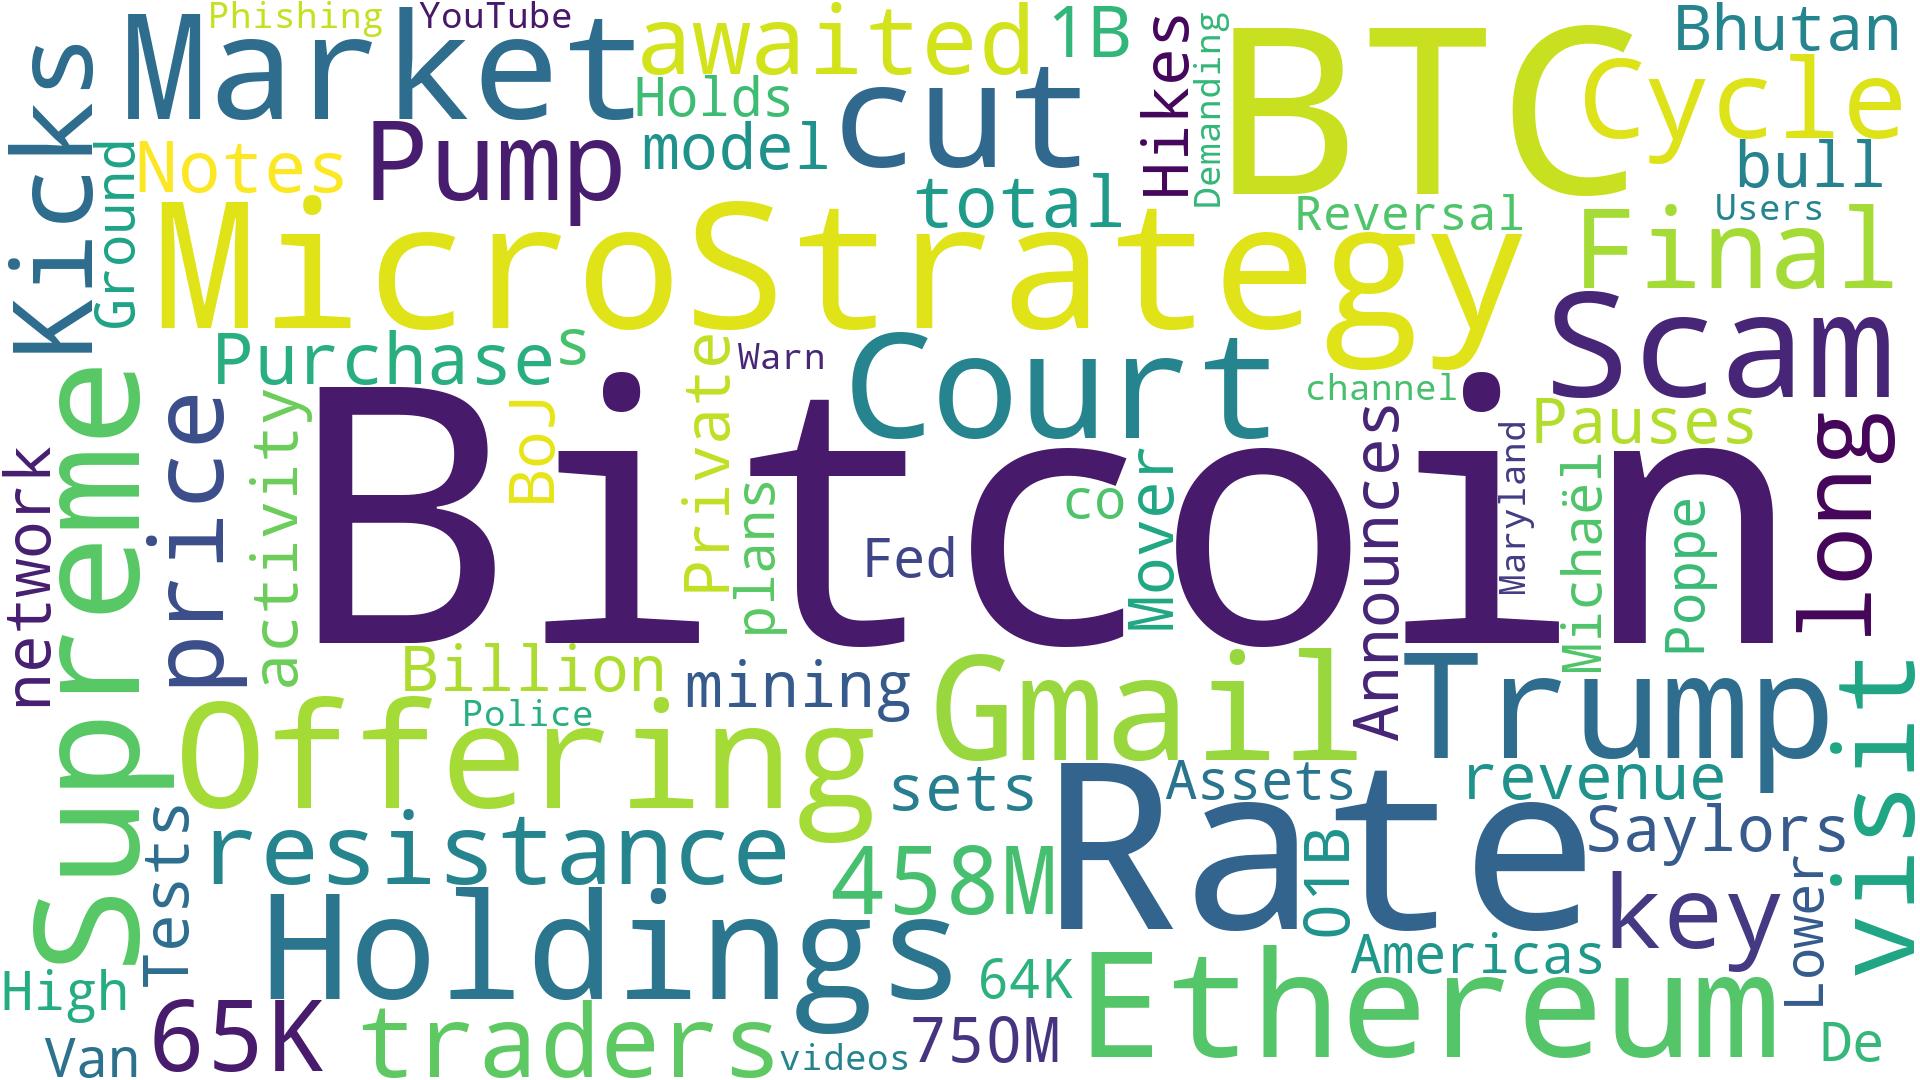 Phishing
YouTube
Market
awaited
1B
Hikes
Demanding
BTC
Bhutan
Cycle
Kicks
Ground
Notes
Pump
Holds
model
cut
total
bull
Users
Reversal
Final
MicroStrategy
Scam
Purchase
s
Private
Warn
Court
channel
Pauses
Supreme
price
activity
BoJ
Bitcoin
plans
Fed
co
Mover
Announces
Maryland
Michaël
Poppe
long
network
Billion
Police
mining
Gmail
Trump
visit
Offering
sets
Assets
revenue
Rate
01B
Saylors
Tests
resistance
458M
key
Lower
Holdings
High
64K
Americas
Ethereum
Van
65K
traders
videos
750M
De